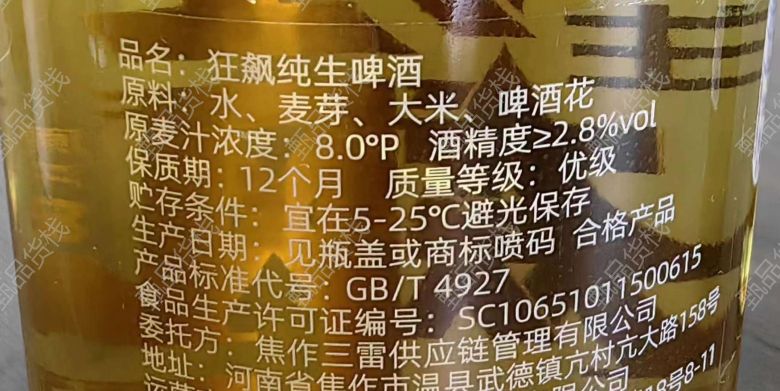 品名：狂飙纯生啤酒
原料：水、麦芽、大米、啤酒花
原麦汁浓度：8.0°P 酒精度≥2.8%vol
保质期：12个月 质量等级：优级
贮存条件：宜在5-25℃避光保存
生产日期：见瓶盖或商标喷码 合格产品
产品标准代号：GB/T 4927
食品生产许可证编号：SC10651011500615
委托方：焦作三雷供应链管理有限公司
地址：河南省焦作市温县武德镇亢村亢大路158号
甄品货栈